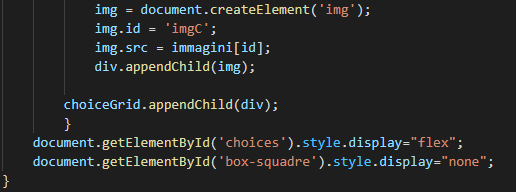 img = document.createElement('img');
img.id = 'imgC';
img.src = immagini[id];
div.appendChild(img);
choiceGrid.appendChild(div);
}
document.getElementById('choices').style.display="flex";
document.getElementById('box-squadre').style.display="none";
}